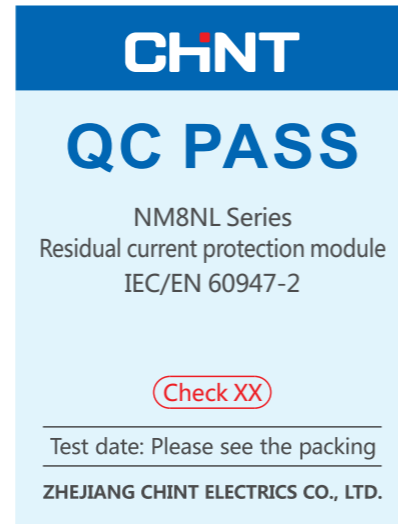 CHiNT
QC PASS
NM8NL Series
Residual current protection module
IEC/EN 60947-2
Check XX
Test date: Please see the packing
ZHEJIANG CHINT ELECTRICS CO., LTD.